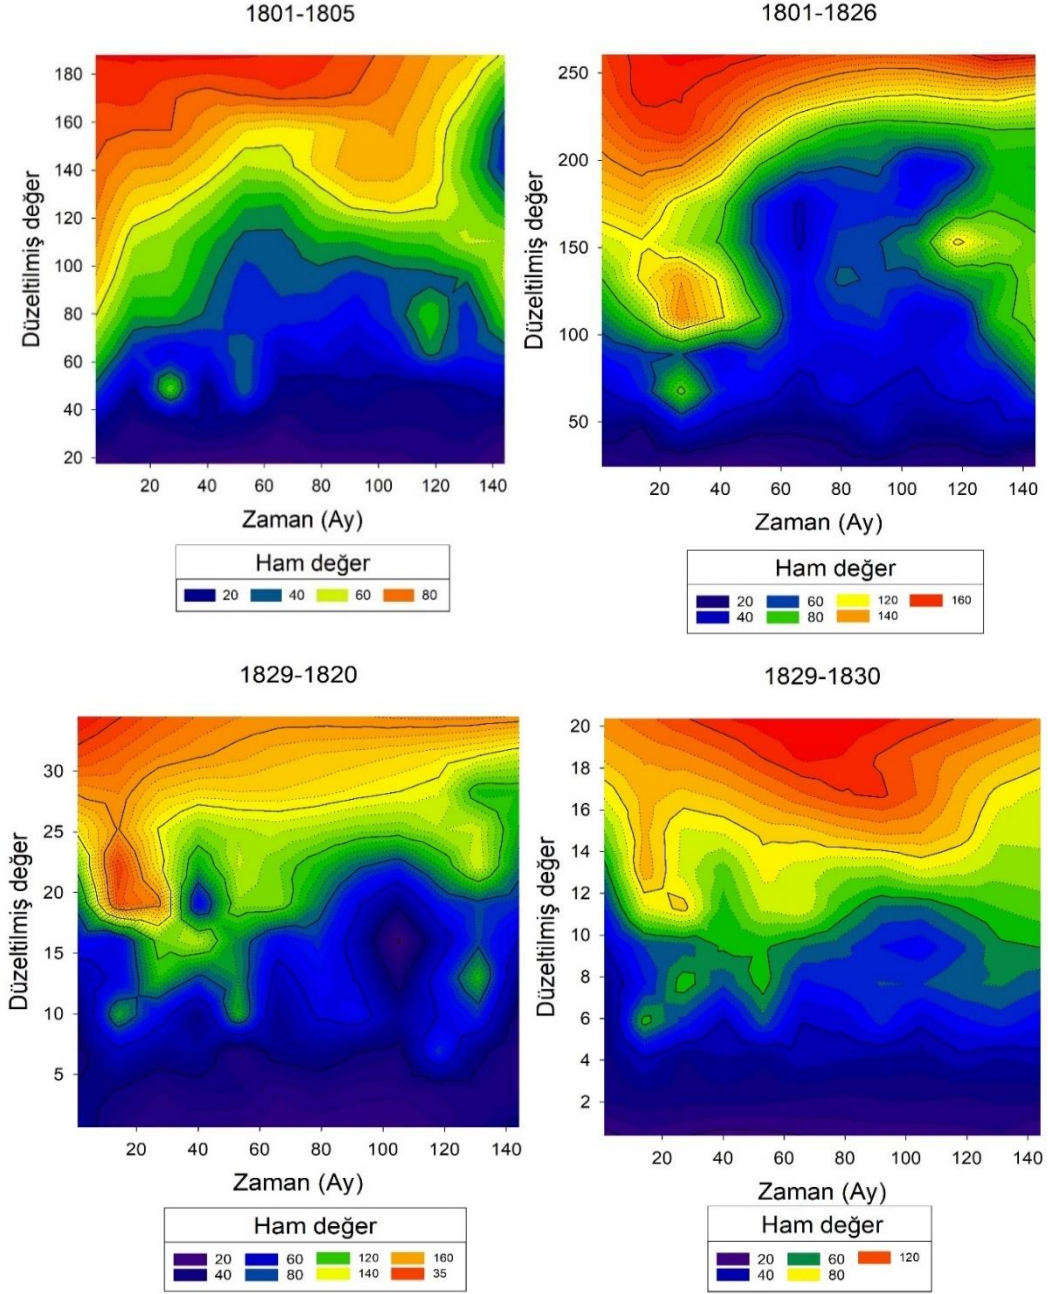 1801-1805
Düzeltilmiş değer
180
160
140
120
100
80
60
40
20
20 40 60 80 100 120 140
Zaman (Ay)
Ham değer
20 40 60 80
1801-1826
Düzeltilmiş değer
250
200
150
100
50
20 40 60 80 100 120 140
Zaman (Ay)
Ham değer
20 60 120 160
40 80 140
1829-1820
Düzeltilmiş değer
30
25
20
15
10
5
20 40 60 80 100 120 140
Zaman (Ay)
Ham değer
20 60 120 160
40 80 140 35
1829-1830
Düzeltilmiş değer
20
18
16
14
12
10
8
6
4
2
20 40 60 80 100 120 140
Zaman (Ay)
Ham değer
20 60 120
40 80